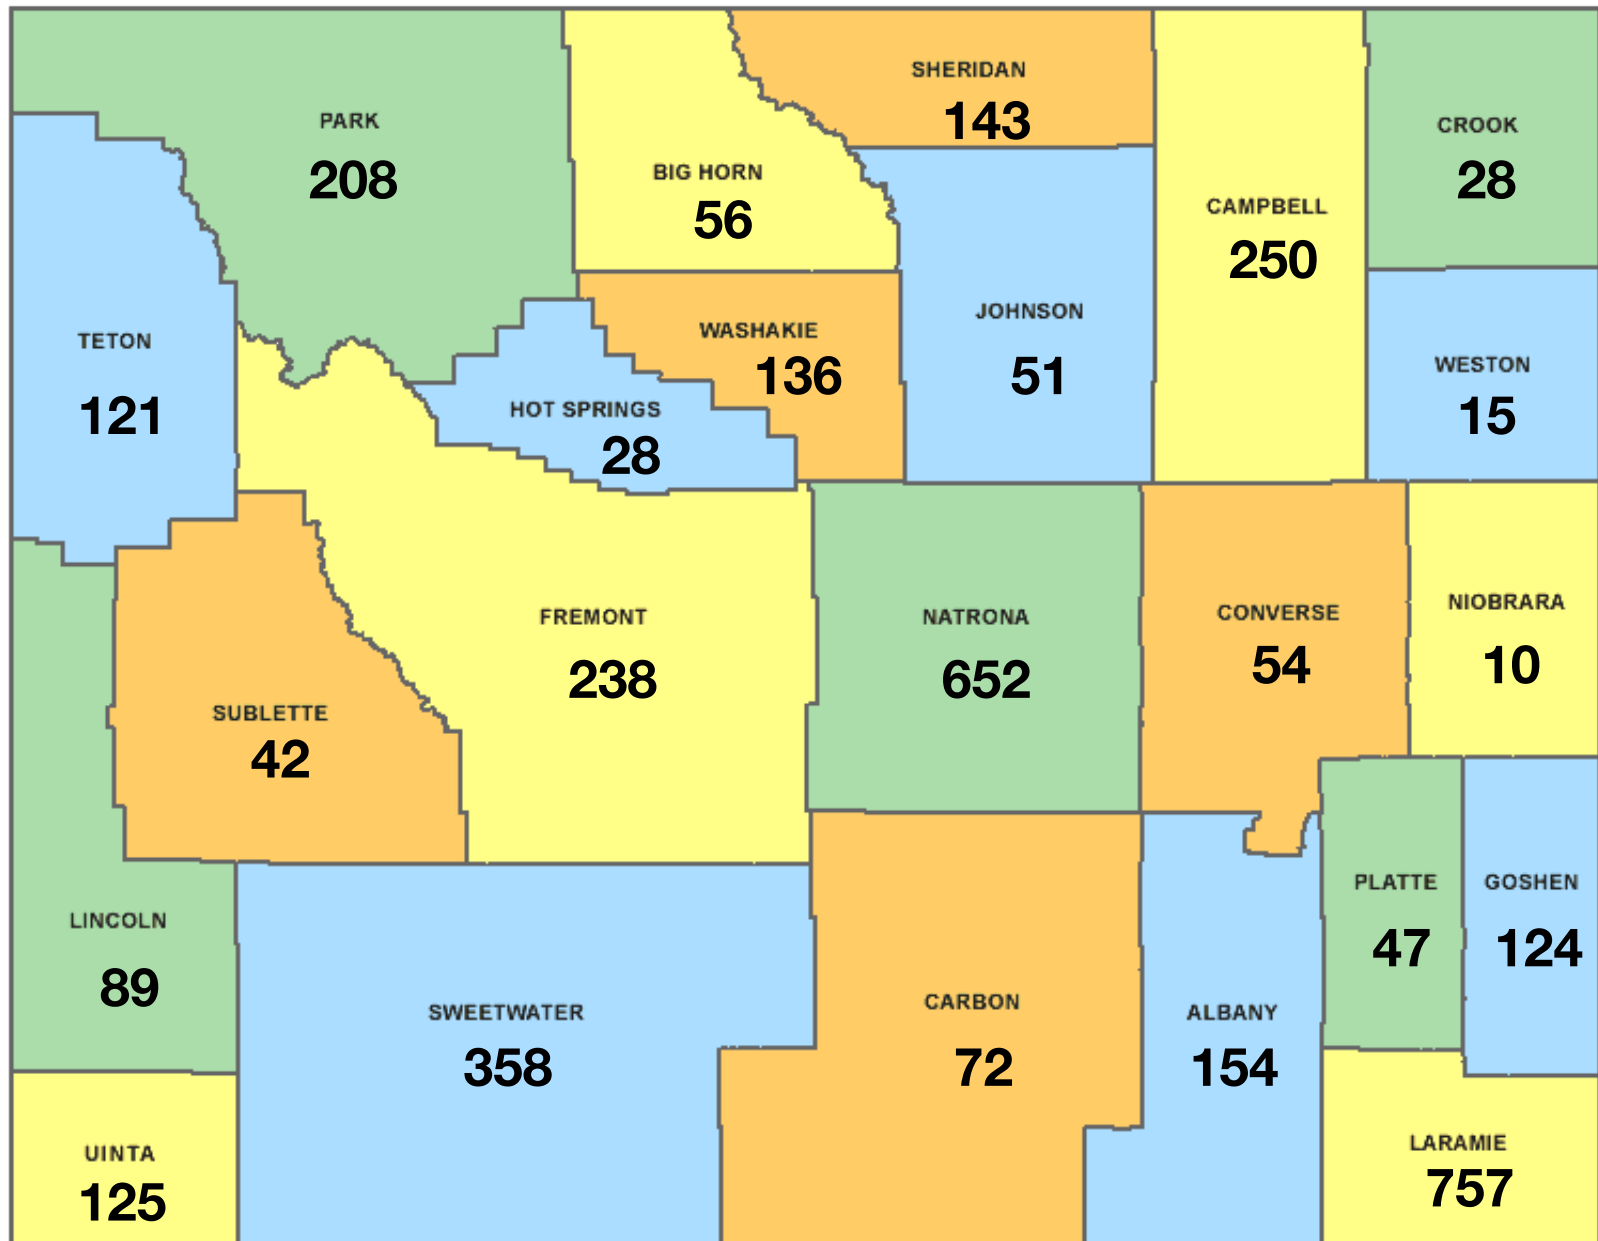 SHERIDAN
143
PARK
208
CROOK
28
BIG HORN
56
CAMPBELL
250
JOHNSON
51
WASHAKIE
136
TETON
121
WESTON
15
HOT SPRINGS
28
FREMONT
238
NATRONA
652
CONVERSE
54
NIOBRARA
10
SUBLETTE
42
PLATTE
47
GOSHEN
124
LINCOLN
89
SWEETWATER
358
CARBON
72
ALBANY
154
UINTA
125
LARAMIE
757